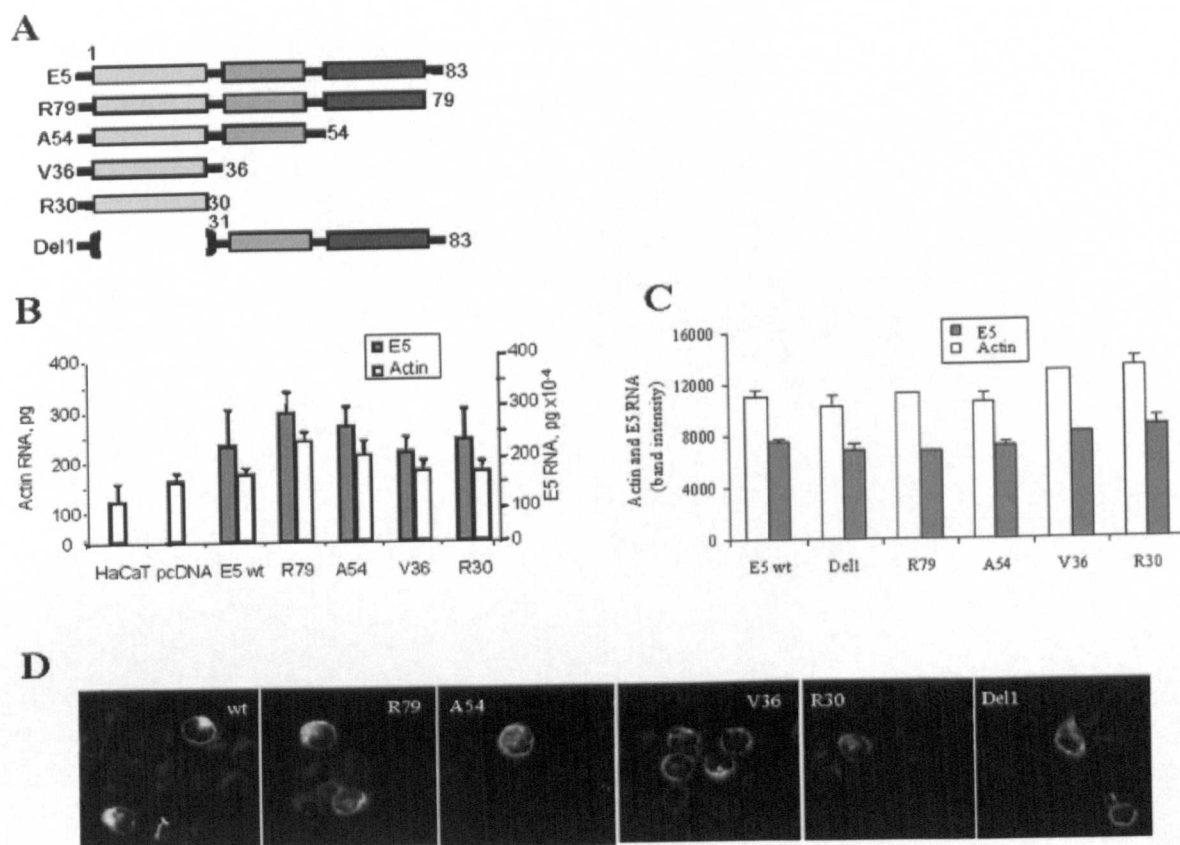 A
1
E5
83
R79
79
A54
54
V36
36
R30
30
31
Del1
83
B
E5
Actin
400
300
200
100
0
Actin RNA, pg
400
300
200
100
0
E5 RNA, pg x10-4
HaCaT pcDNA E5 wt R79 A54 V36 R30
C
E5
Actin
16000
12000
8000
4000
0
Actin and E5 RNA
(band intensity)
E5 wt Del1 R79 A54 V36 R30
D
wt
R79
A54
V36
R30
Del1